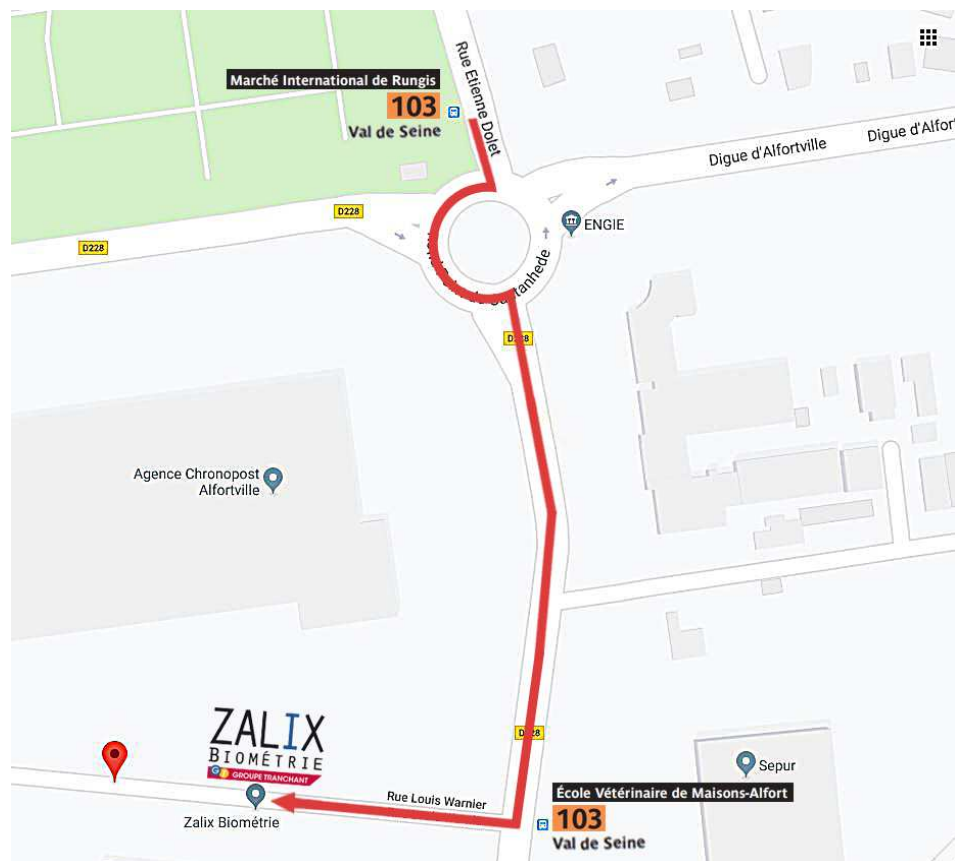 Rue Etienne Dolet
Marché International de Rungis
103
Val de Seine
Digue d'Alfortville
Digue d'Alfort
D228
D228
ENGIE
D228
Agence Chronopost
Alfortville
ZALIX
BIOMÉTRIE
GROUPE TRANCHANT
D228
Sepur
Rue Louis Warnier
Zalix Biométrie
École Vétérinaire de Maisons-Alfort
103
Val de Seine